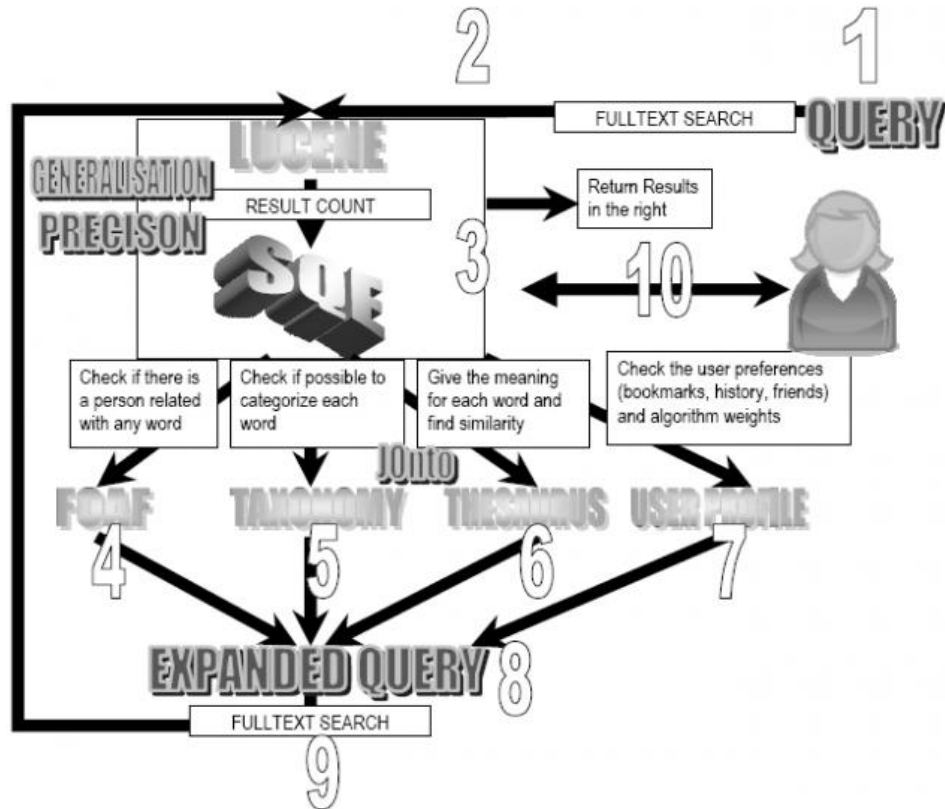 2
1
FULLTEXT SEARCH
QUERY
LUCENE
GENERALISATION
PRECISON
RESULT COUNT
Return Results
in the right
3
SQE
10
Check if there is
a person related
with any word
Check if possible to
categorize each
word
Give the meaning
for each word and
find similarity
Check the user preferences
(bookmarks, history, friends)
and algorithm weights
JOnto
FOAF
TAXONOMY
THESAURUS
USER PROFILE
4
5
6
7
EXPANDED QUERY
8
FULLTEXT SEARCH
9